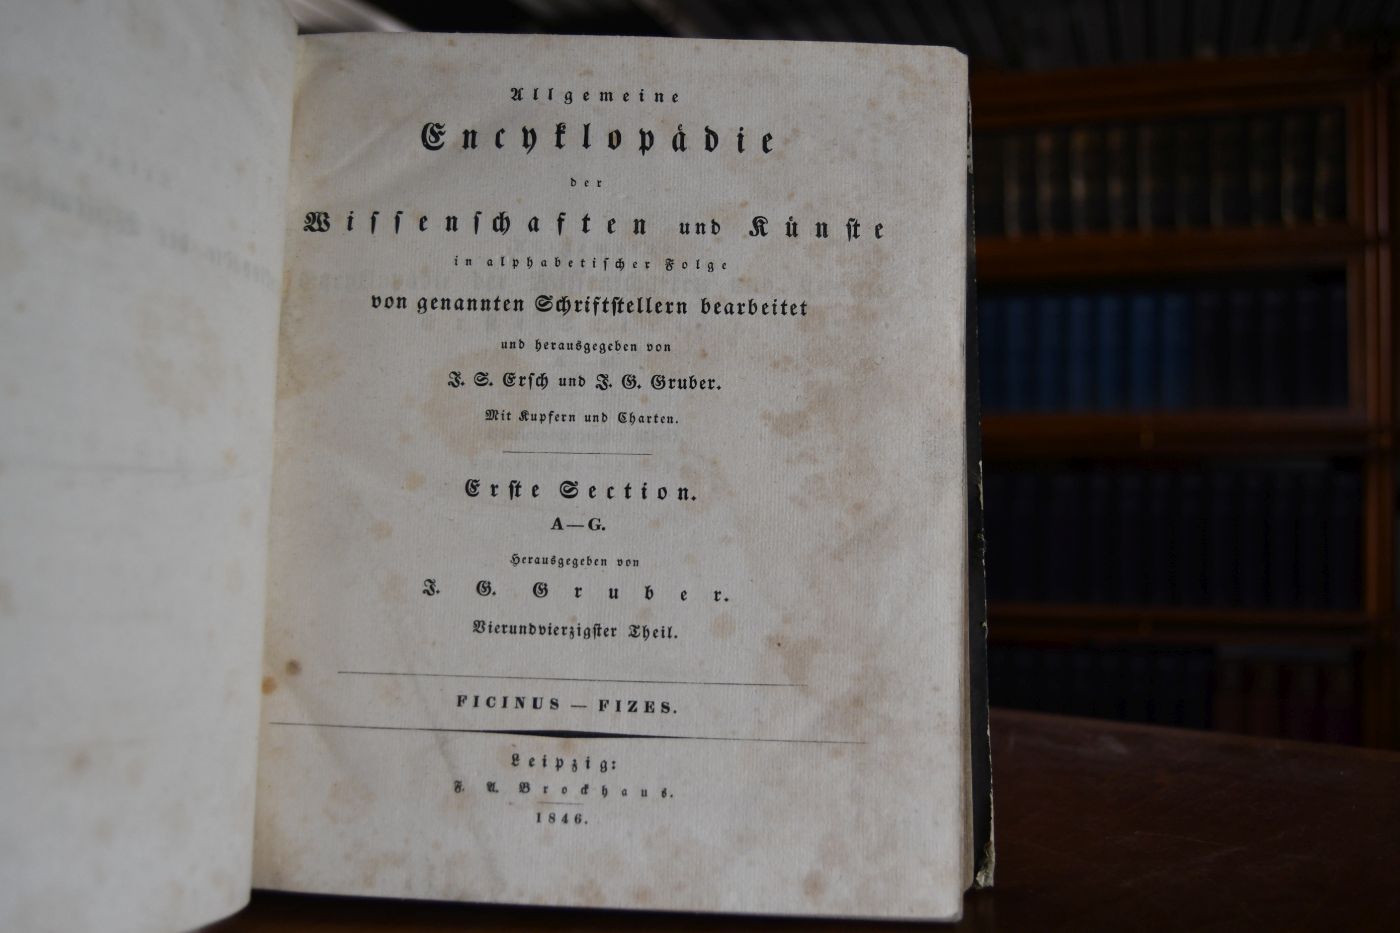 Allgemeine
Encyklopädie
der
Wissenschaften und Künste
in alphabetischer Folge
von genannten Schriftstellern bearbeitet
und herausgegeben von
J. S. Ersch und J. G. Gruber.
Mit Kupfern und Charten.
Erste Section.
A—G.
Herausgegeben von
J. G. Gruber.
Vierundvierzigster Theil.
FICINUS — FIZES.
Leipzig:
F. A. Brockhaus.
1846.